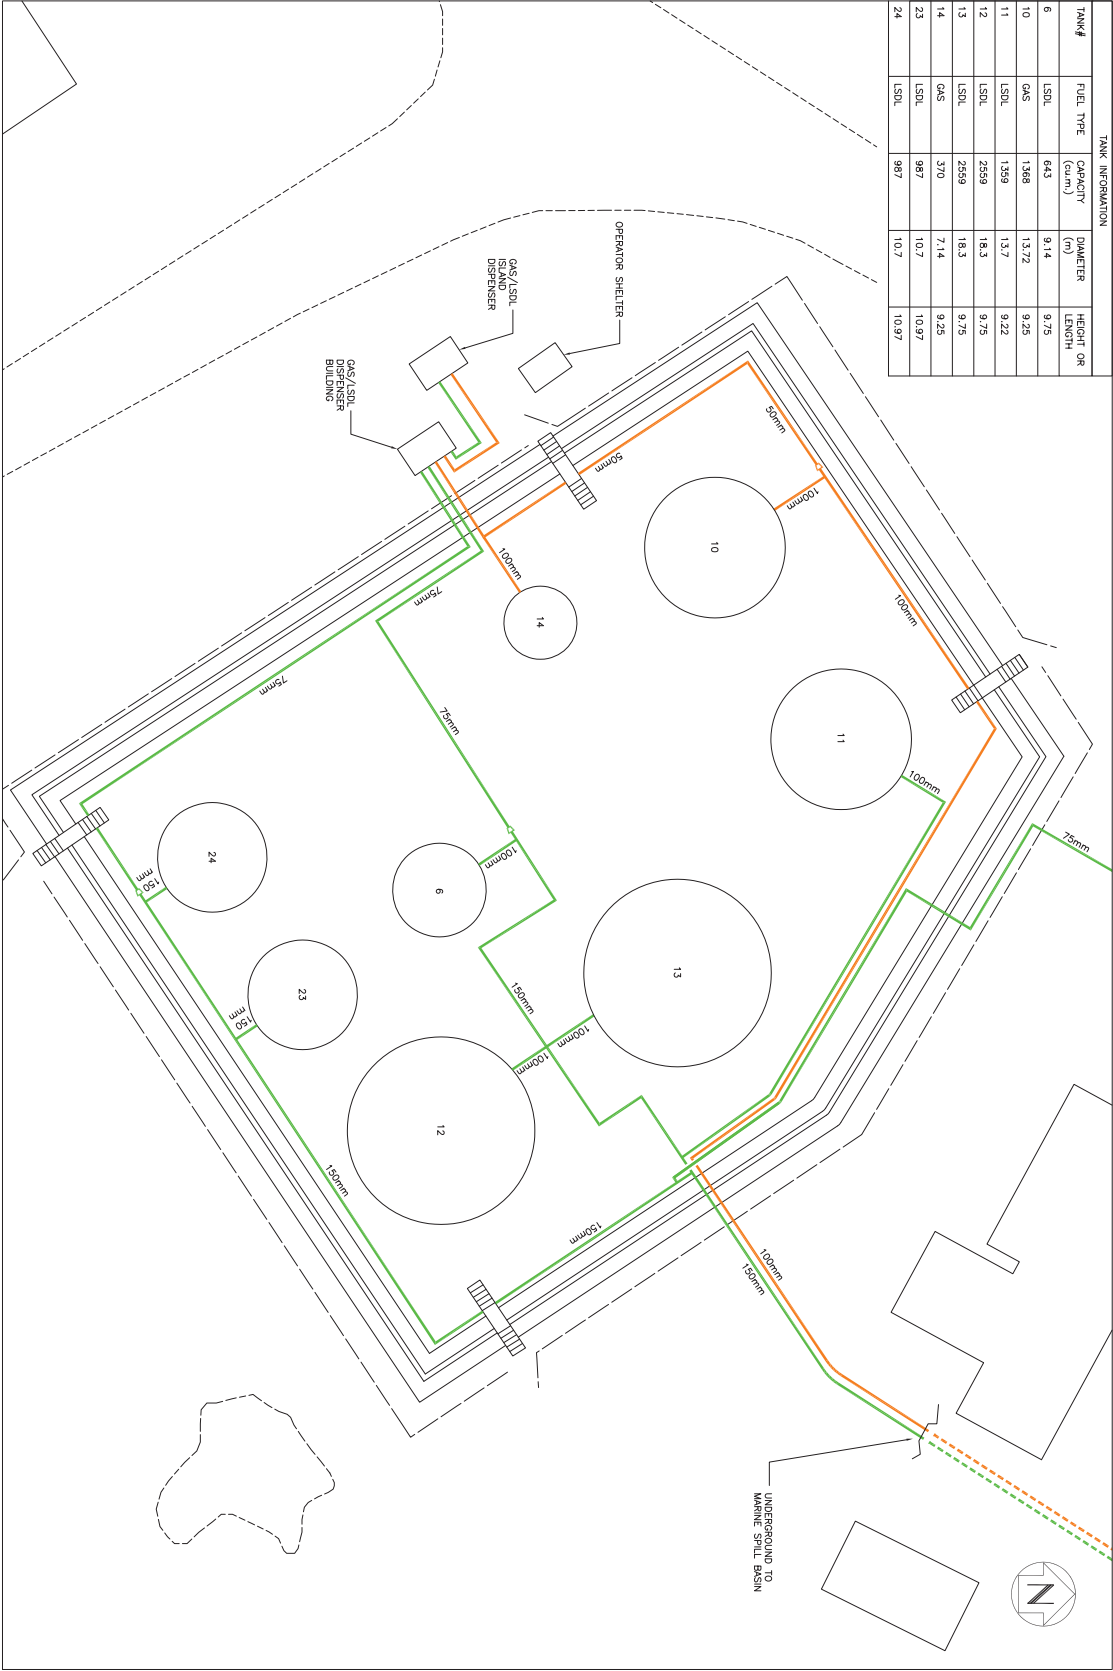 TANK INFORMATION
TANK# FUEL TYPE CAPACITY (cu.m.) DIAMETER (m) HEIGHT OR LENGTH
6 LSDL 643 9.14 9.75
10 GAS 1368 13.72 9.25
11 LSDL 1359 13.7 9.22
12 LSDL 2559 18.3 9.75
13 LSDL 2559 18.3 9.75
14 GAS 370 7.14 9.25
23 LSDL 987 10.7 10.97
24 LSDL 987 10.7 10.97
OPERATOR SHELTER
GAS/LSDL
ISLAND
DISPENSER
GAS/LSDL
DISPENSER
BUILDING
50mm
50mm
100mm
10
100mm
100mm
14
75mm
75mm
75mm
11
100mm
75mm
24
150
mm
6
100mm
23
150
mm
13
150mm
100mm
100mm
12
150mm
150mm
100mm
150mm
UNDERGROUND TO
MARINE SPILL BASIN
N